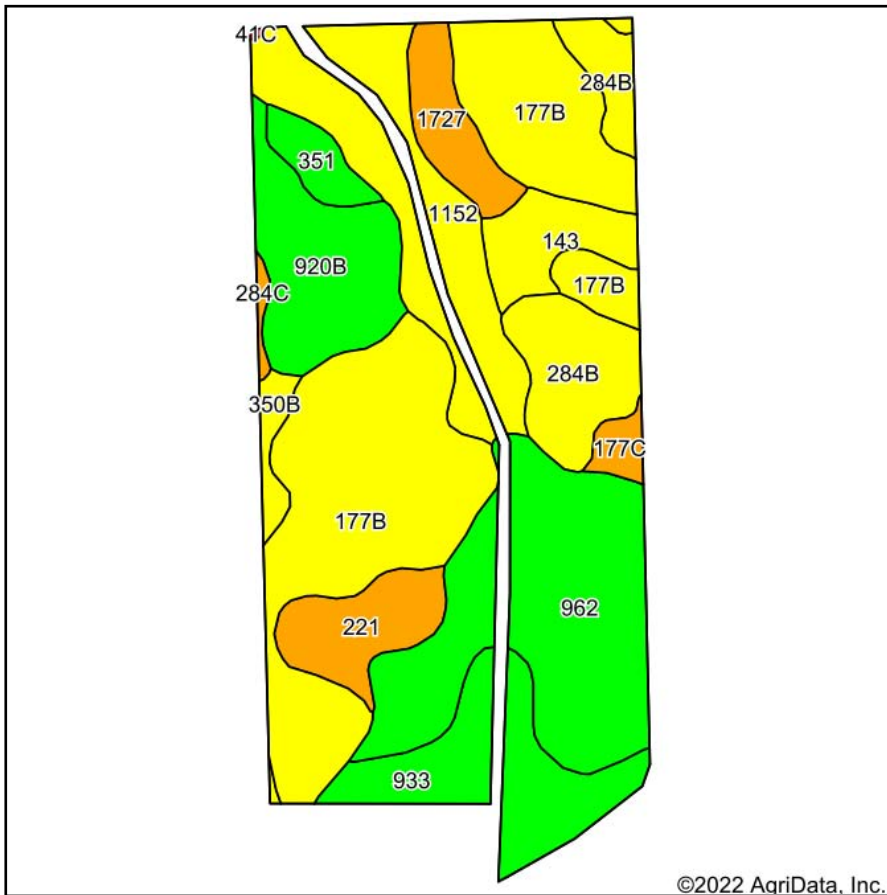 41C
284B
1727
177B
351
1152
143
920B
177B
284C
284B
350B
177C
177B
962
221
933
©2022 AgriData, Inc.